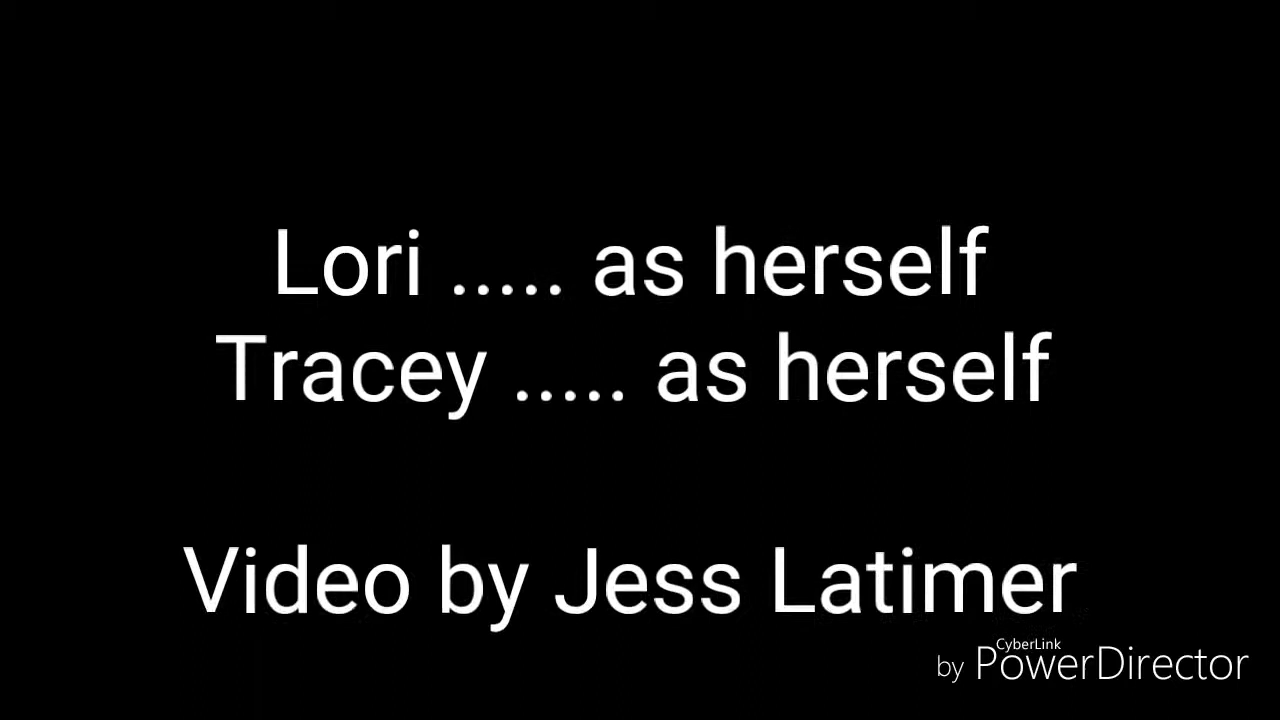 Lori ..... as herself
Tracey ..... as herself
Video by Jess Latimer
CyberLink
by PowerDirector